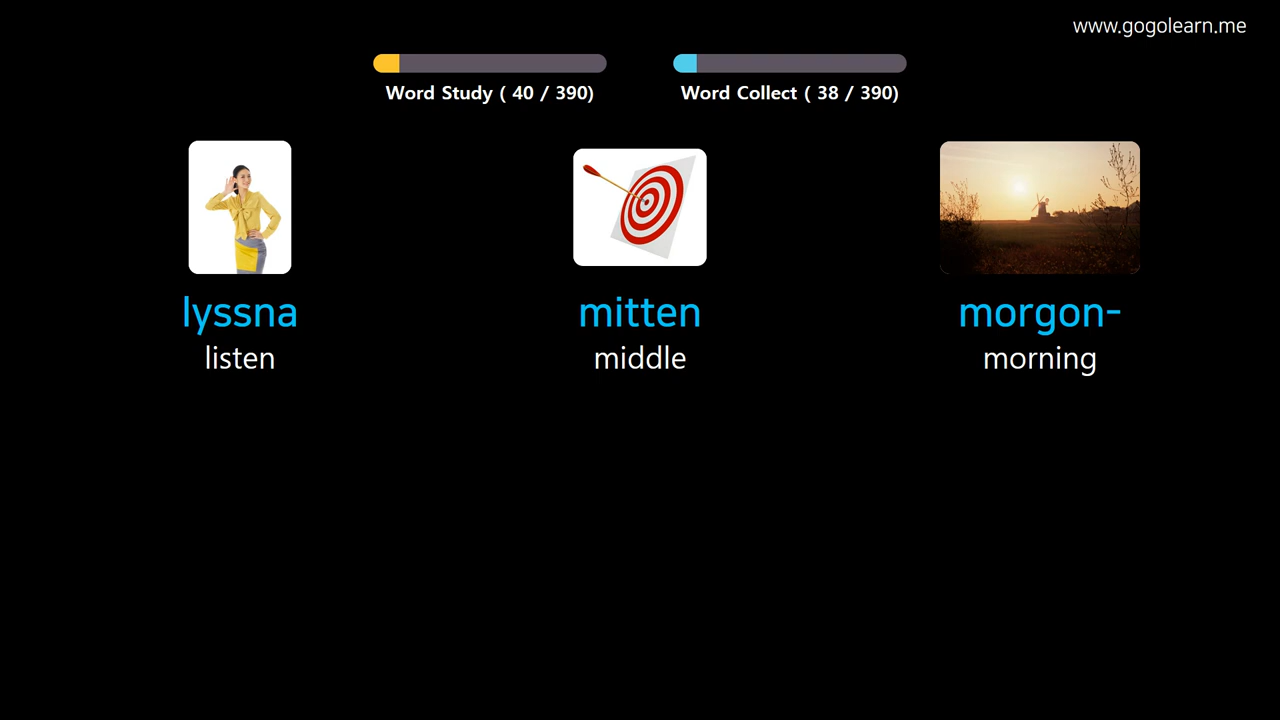 www.gogolearn.me
Word Study ( 40 / 390)
Word Collect ( 38 / 390)
lyssna
listen
mitten
middle
morgon-
morning